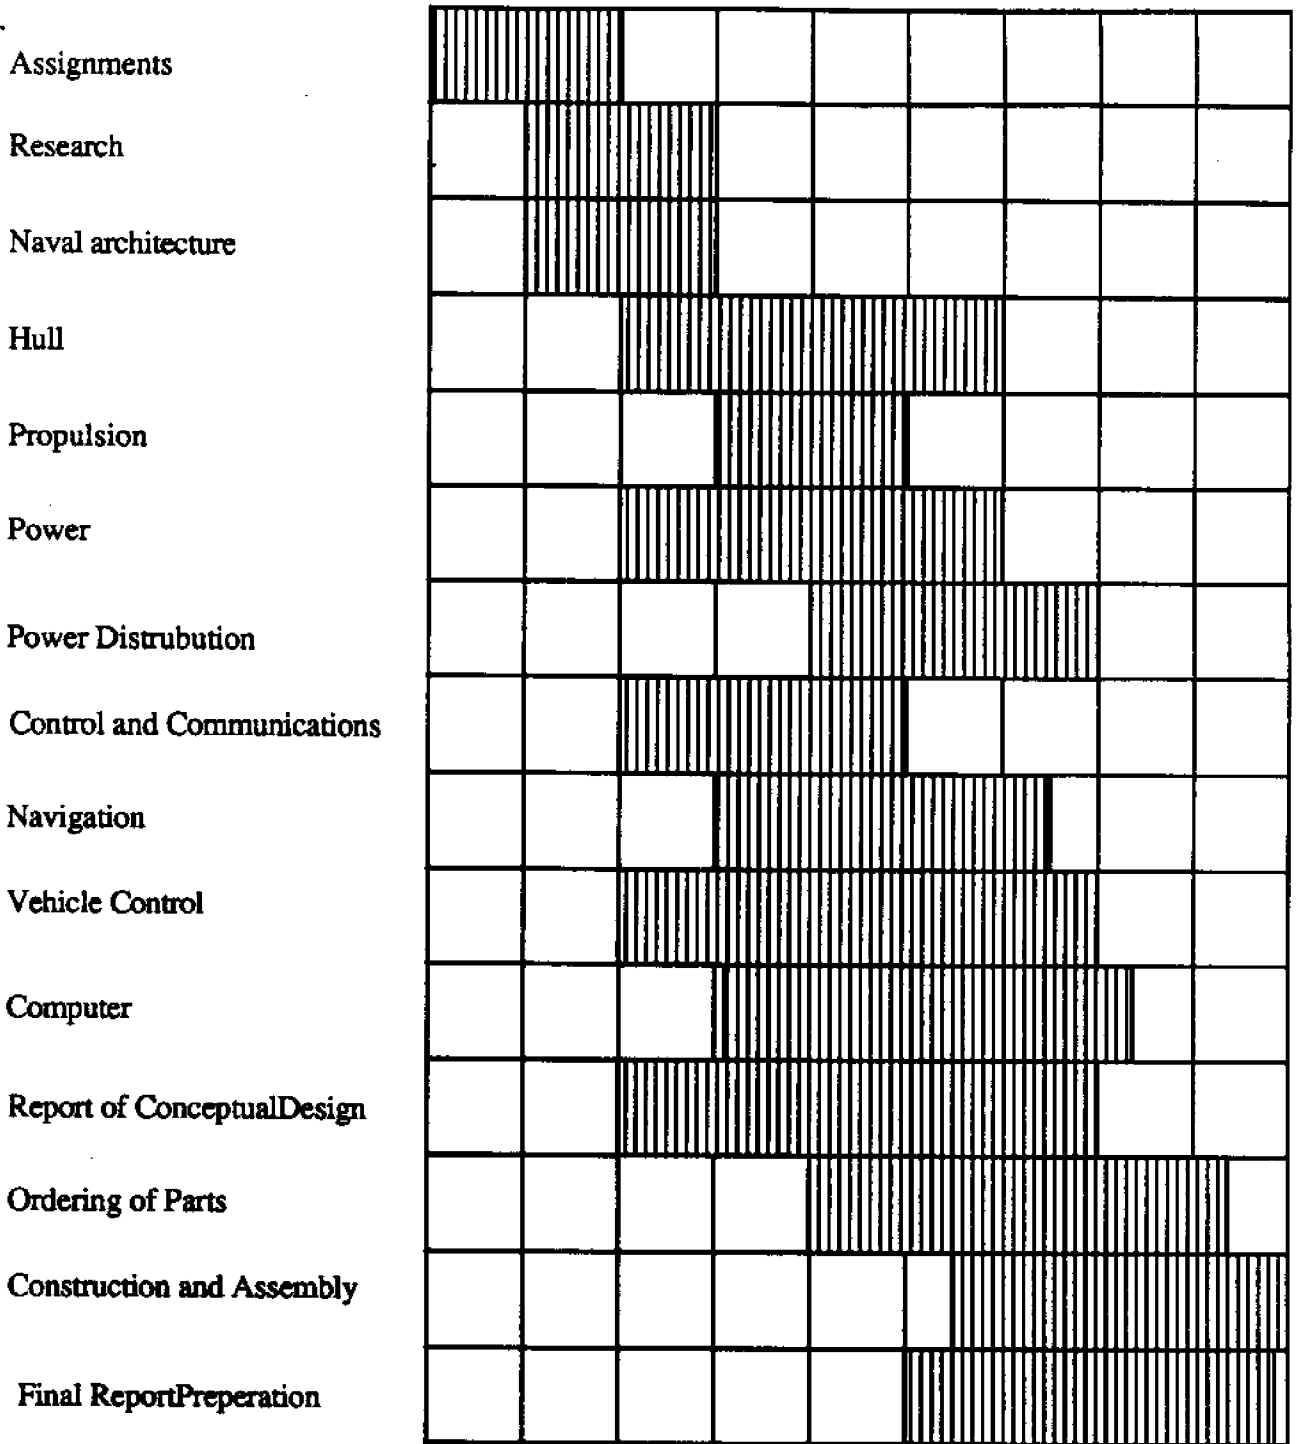 Assignments
Research
Naval architecture
Hull
Propulsion
Power
Power Distrubution
Control and Communications
Navigation
Vehicle Control
Computer
Report of ConceptualDesign
Ordering of Parts
Construction and Assembly
Final ReportPreperation